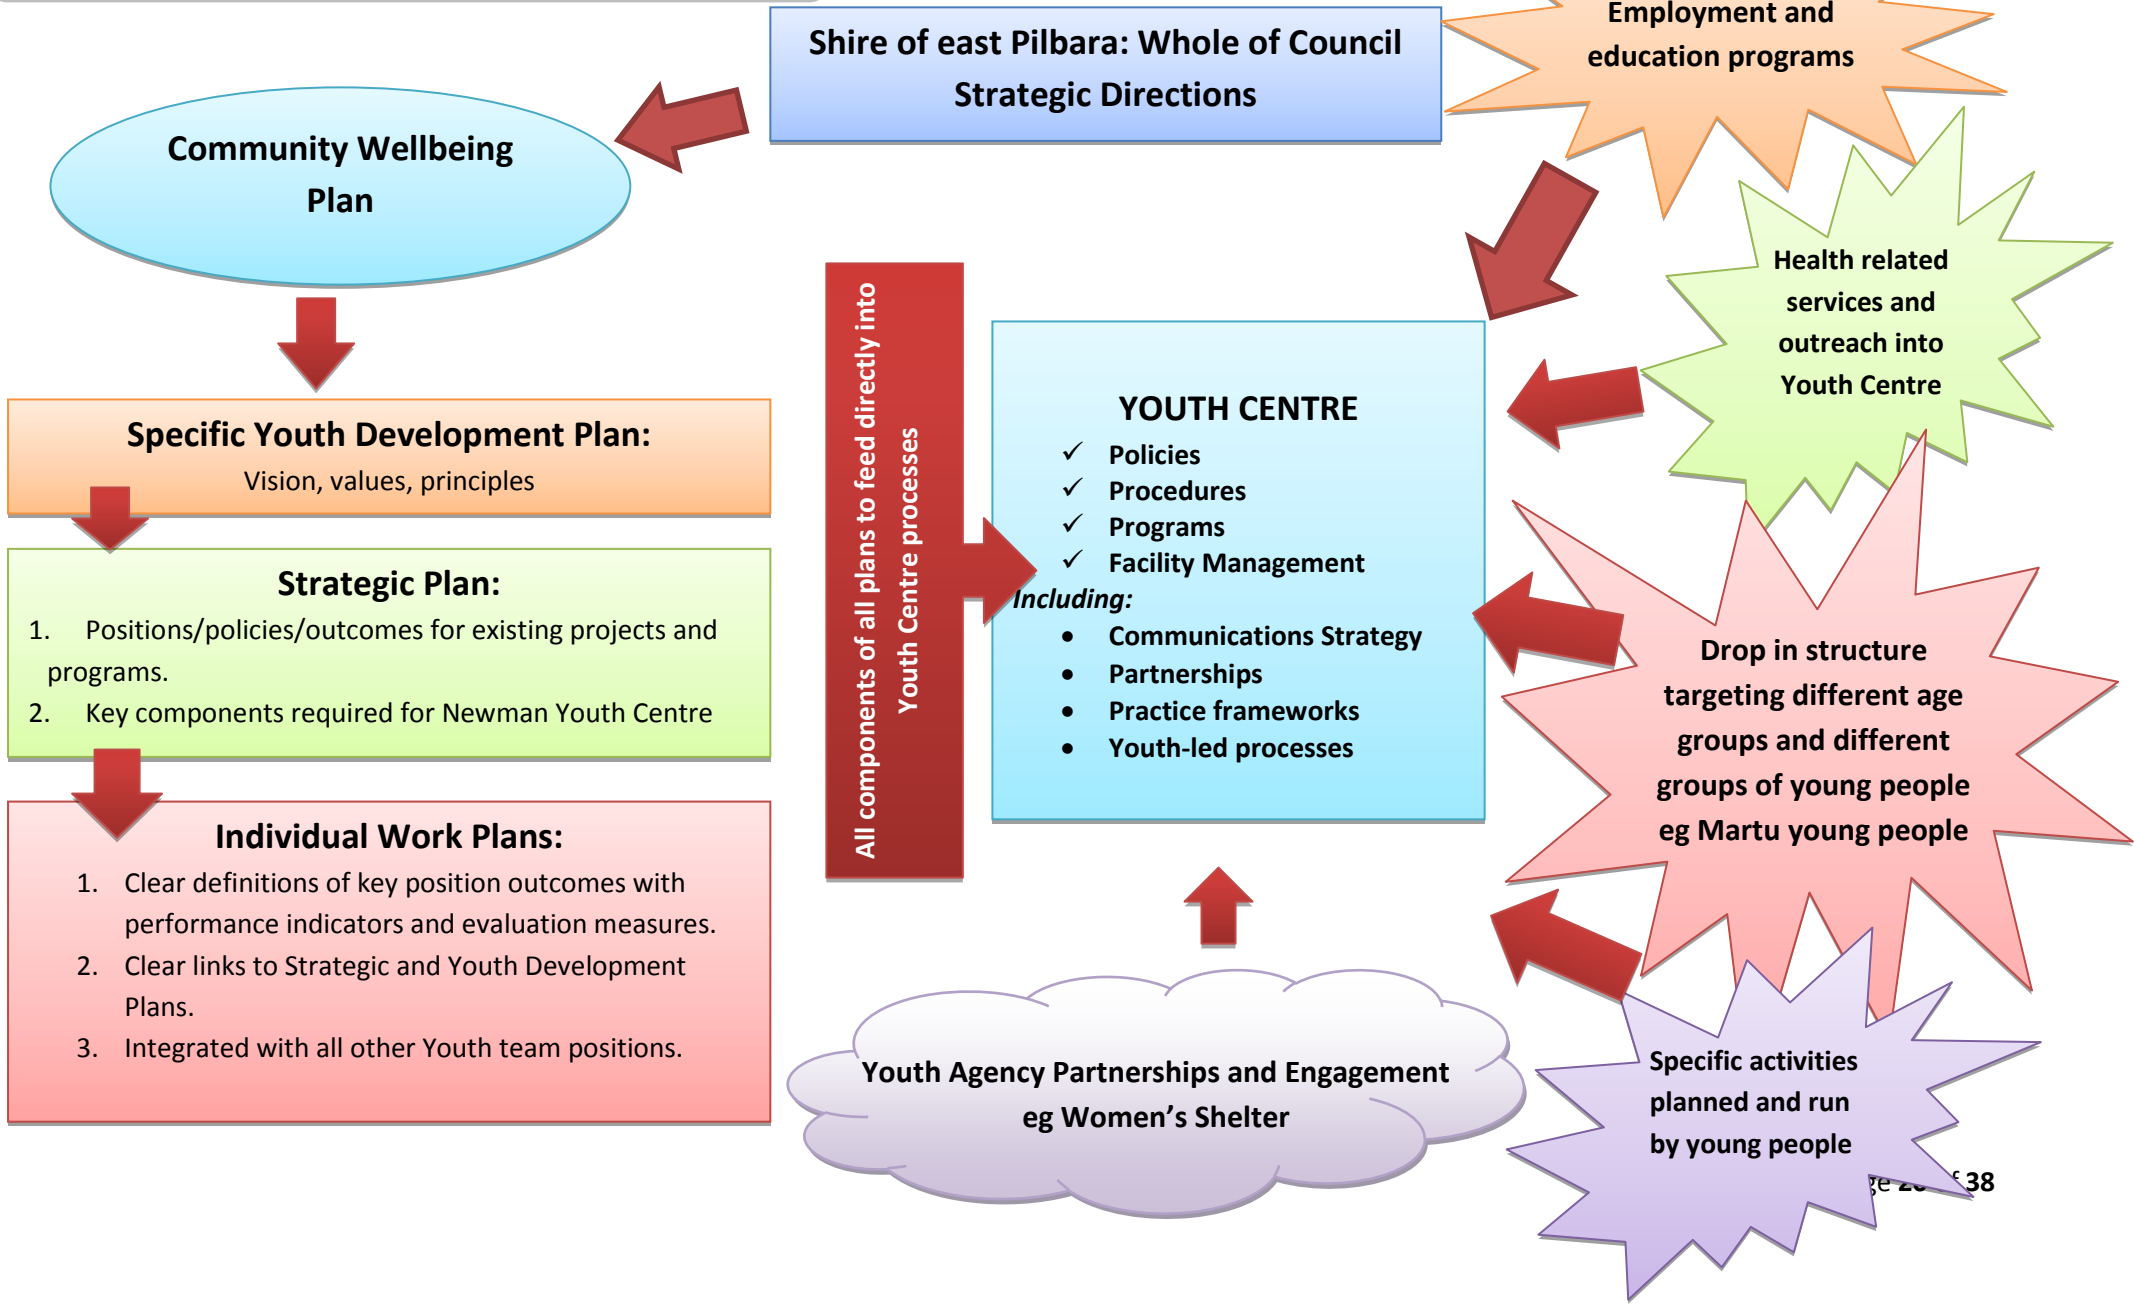 Shire of east Pilbara: Whole of Council
Strategic Directions
Employment and
education programs
Community Wellbeing
Plan
Health related
services and
outreach into
Youth Centre
Specific Youth Development Plan:
Vision, values, principles
Strategic Plan:
1. Positions/policies/outcomes for existing projects and
programs.
2. Key components required for Newman Youth Centre
Individual Work Plans:
1. Clear definitions of key position outcomes with
performance indicators and evaluation measures.
2. Clear links to Strategic and Youth Development
Plans.
3. Integrated with all other Youth team positions.
All components of all plans to feed directly into
Youth Centre processes
YOUTH CENTRE
✓ Policies
✓ Procedures
✓ Programs
✓ Facility Management
Including:
• Communications Strategy
• Partnerships
• Practice frameworks
• Youth-led processes
Drop in structure
targeting different age
groups and different
groups of young people
eg Martu young people
Youth Agency Partnerships and Engagement
eg Women’s Shelter
Specific activities
planned and run
by young people
38